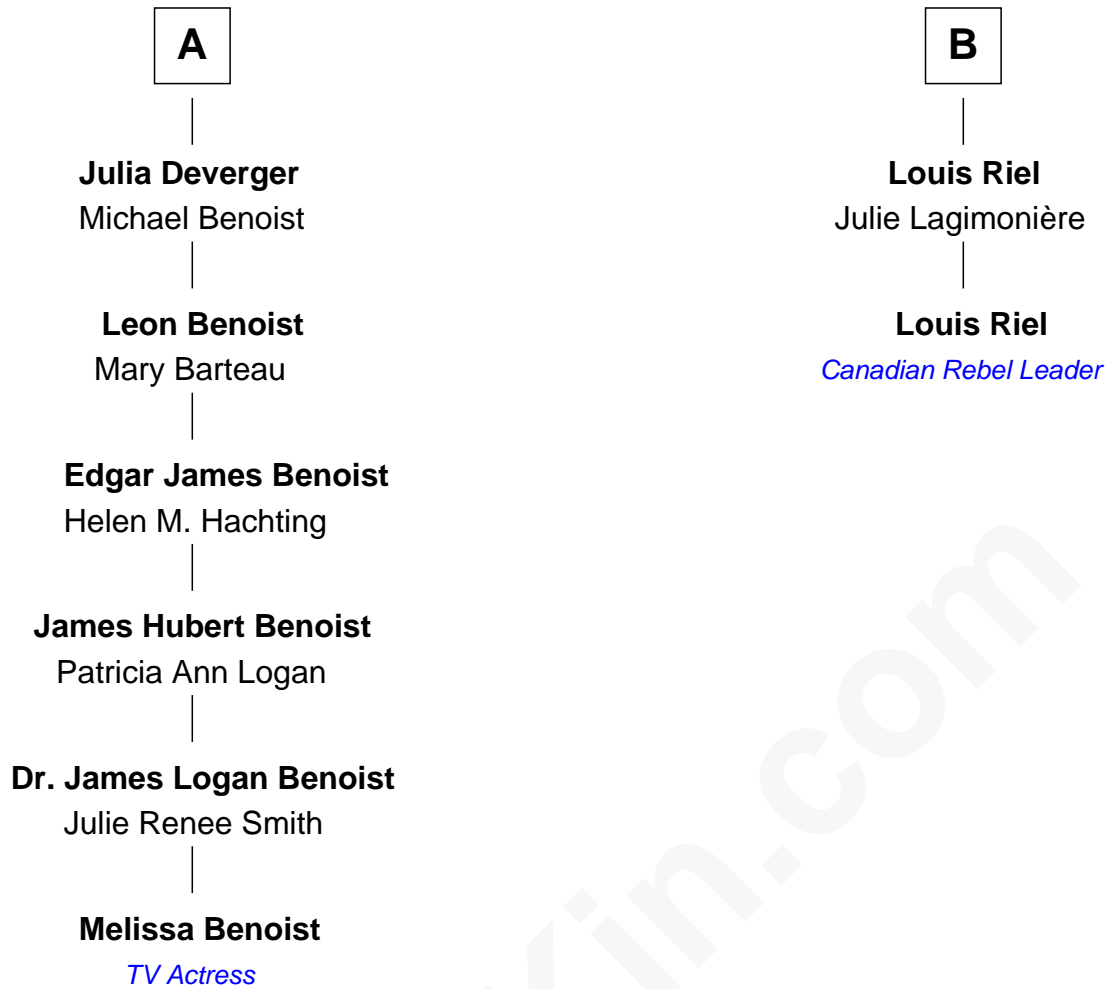 A
Julia Deverger
Michael Benoist
Leon Benoist
Mary Barteau
Edgar James Benoist
Helen M. Hachting
James Hubert Benoist
Patricia Ann Logan
Dr. James Logan Benoist
Julie Renee Smith
Melissa Benoist
TV Actress
B
Louis Riel
Julie Lagimonière
Louis Riel
Canadian Rebel Leader